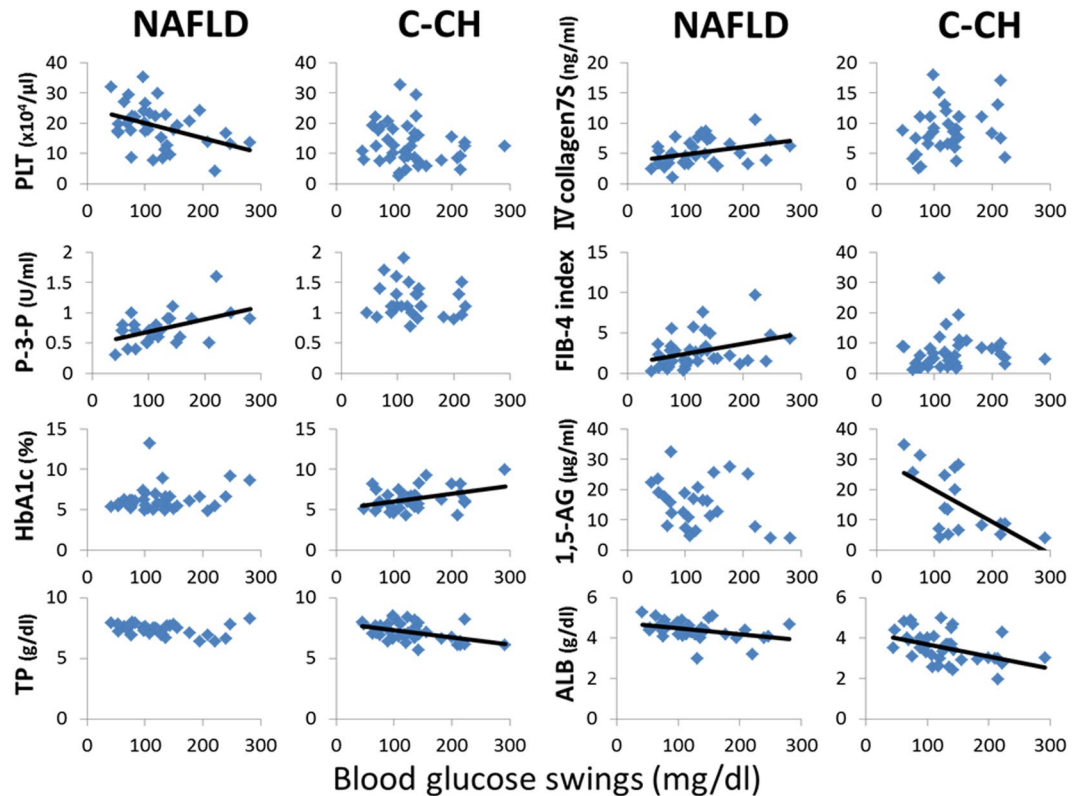 NAFLD C-CH NAFLD C-CH
PLT (x10⁴/μl)
40
30
20
10
0
0 100 200 300
40
30
20
10
0
0 100 200 300
IV collagen7S (ng/ml)
20
15
10
5
0
0 100 200 300
20
15
10
5
0
0 100 200 300
P-3-P (U/ml)
2
1.5
1
0.5
0
0 100 200 300
2
1.5
1
0.5
0
0 100 200 300
FIB-4 index
15
10
5
0
0 100 200 300
40
30
20
10
0
0 100 200 300
HbA1c (%)
15
10
5
0
0 100 200 300
15
10
5
0
0 100 200 300
1,5-AG (μg/ml)
40
30
20
10
0
0 100 200 300
40
30
20
10
0
0 100 200 300
TP (g/dl)
10
5
0
0 100 200 300
10
5
0
0 100 200 300
ALB (g/dl)
6
4
2
0
0 100 200 300
6
4
2
0
0 100 200 300
Blood glucose swings (mg/dl)